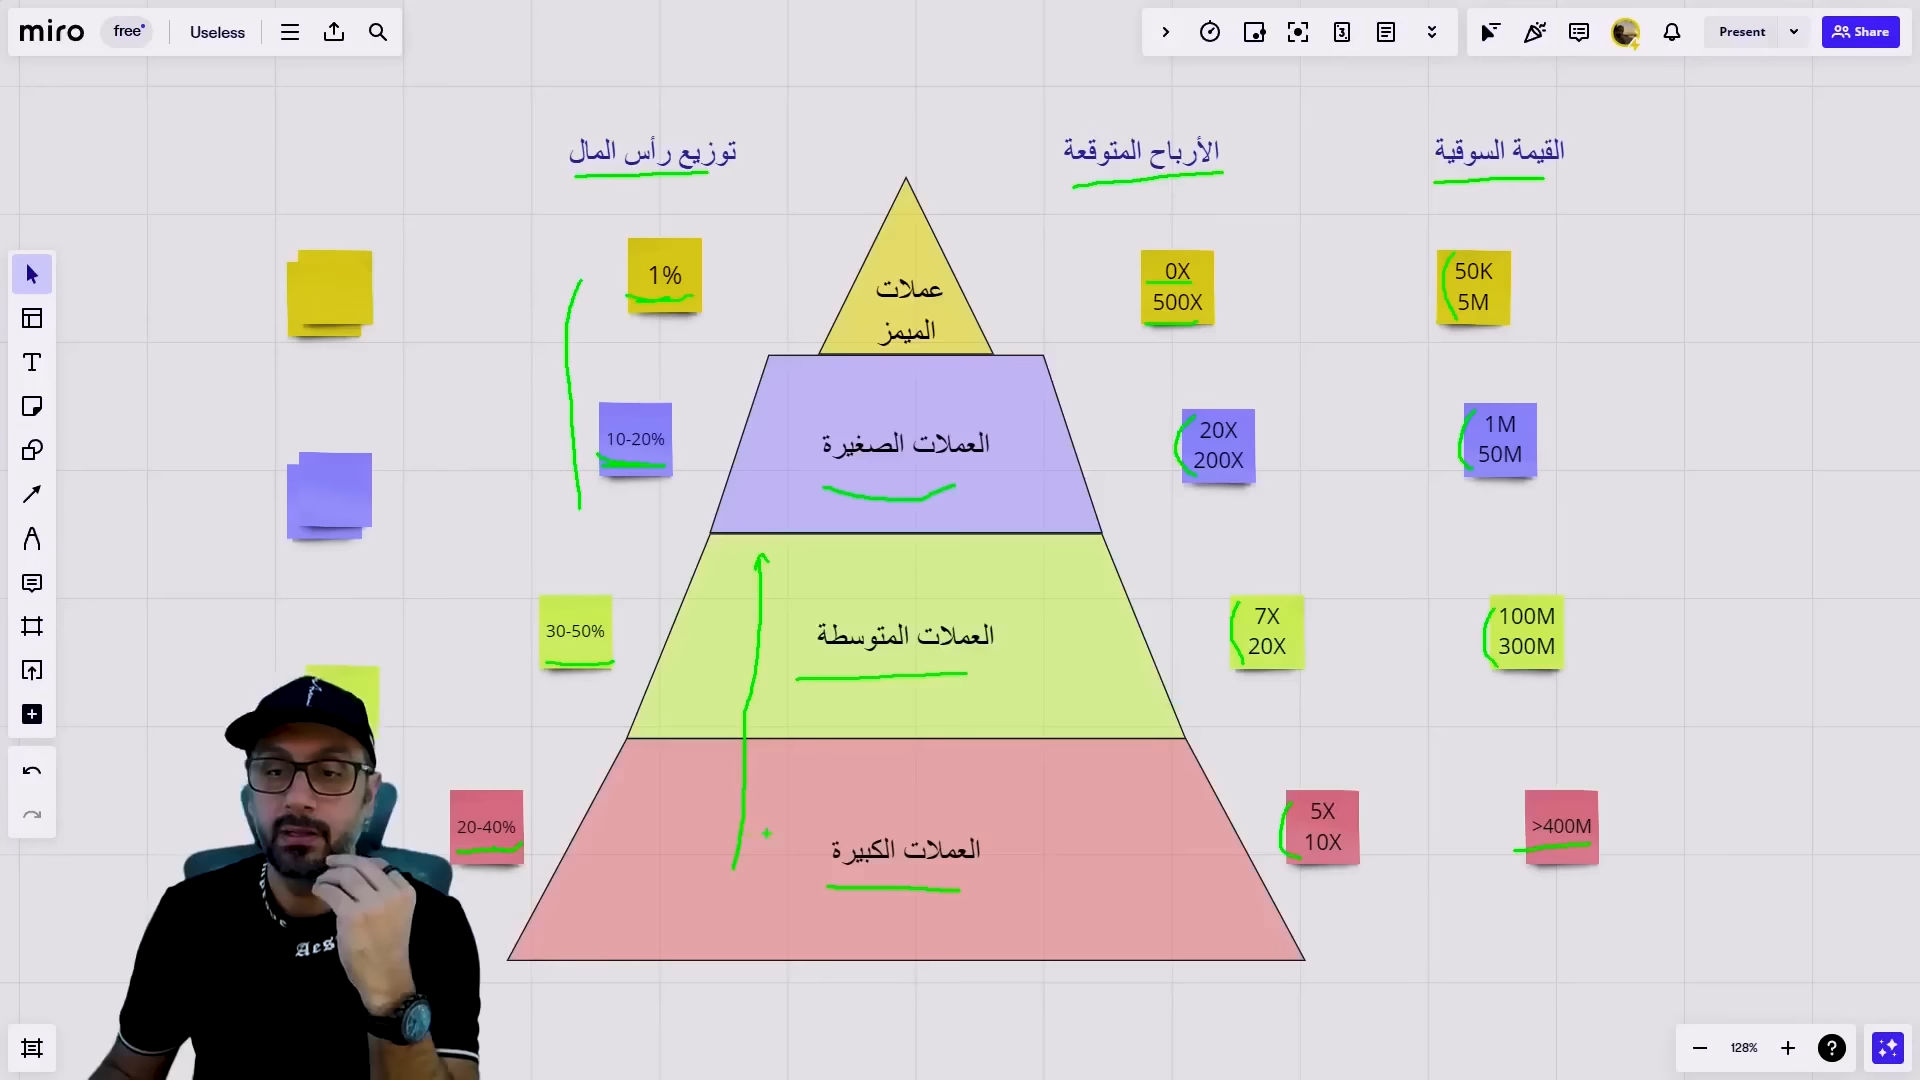 miro free Useless Present Share
توزيع رأس المال
الأرباح المتوقعة
القيمة السوقية
1%
عملات
الميمز
0X
500X
50K
5M
10-20%
العملات الصغيرة
20X
200X
1M
50M
30-50%
العملات المتوسطة
7X
20X
100M
300M
20-40%
العملات الكبيرة
5X
10X
>400M
Aes
128%